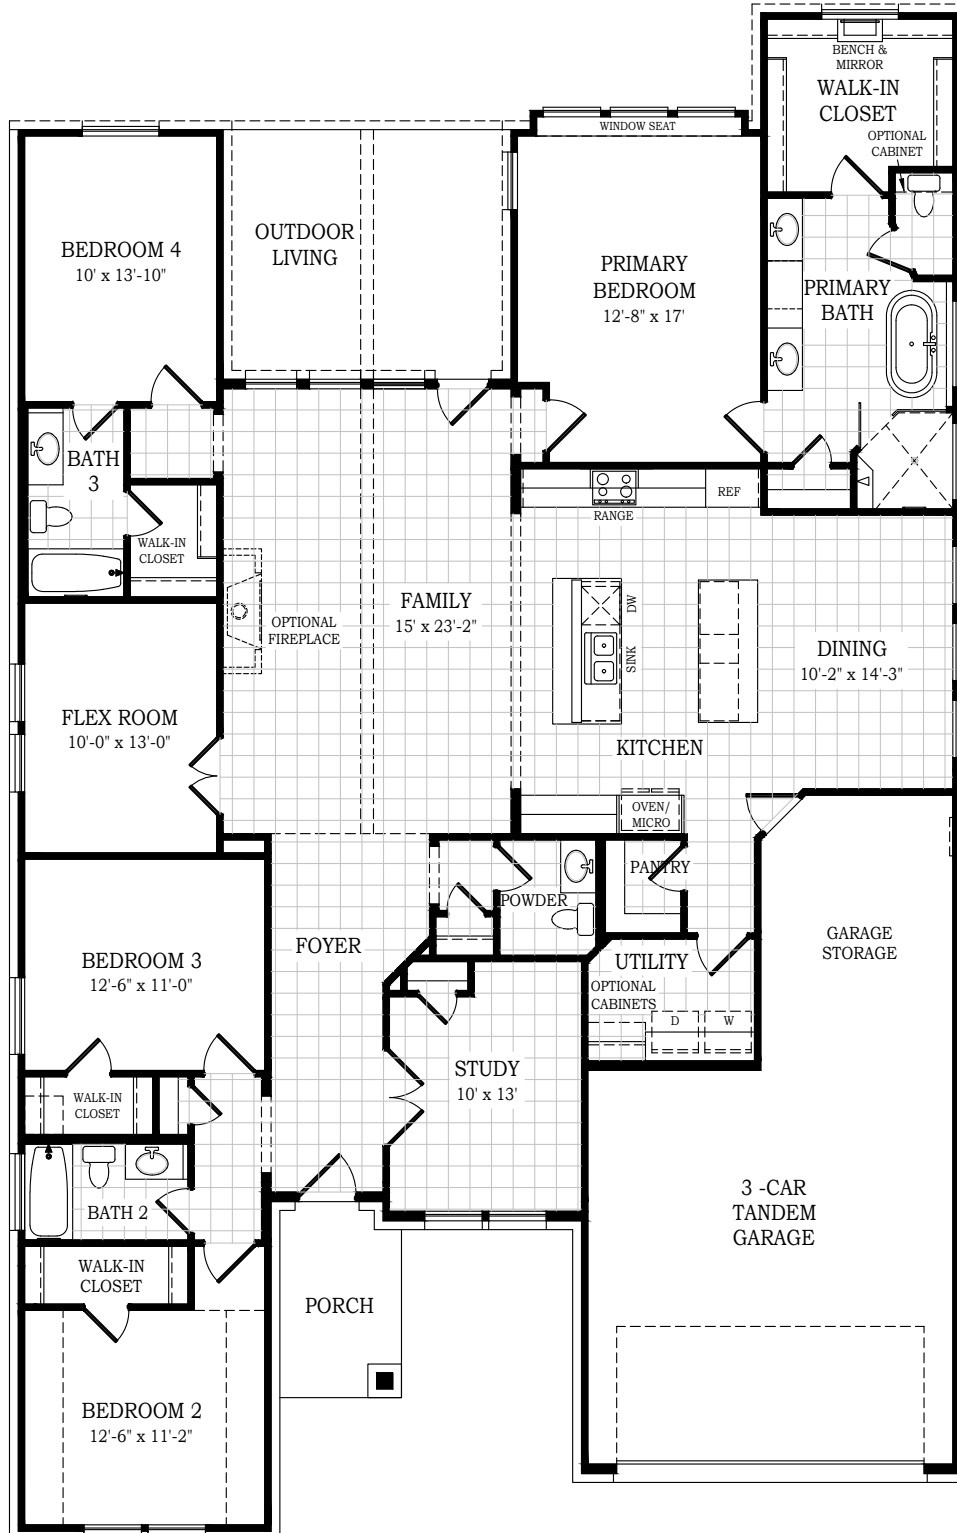 BENCH &
MIRROR
WALK-IN
CLOSET
OPTIONAL
CABINET
WINDOW SEAT
BEDROOM 4
10' x 13'-10"
OUTDOOR
LIVING
PRIMARY
BEDROOM
12'-8" x 17'
PRIMARY
BATH
BATH
3
WALK-IN
CLOSET
RANGE
REF
FAMILY
15' x 23'-2"
OPTIONAL
FIREPLACE
DW
SINK
DINING
10'-2" x 14'-3"
FLEX ROOM
10'-0" x 13'-0"
KITCHEN
OVEN/
MICRO
PANTRY
POWDER
FOYER
GARAGE
STORAGE
BEDROOM 3
12'-6" x 11'-0"
UTILITY
OPTIONAL
CABINETS
D
W
STUDY
10' x 13'
WALK-IN
CLOSET
BATH 2
3 -CAR
TANDEM
GARAGE
WALK-IN
CLOSET
PORCH
BEDROOM 2
12'-6" x 11'-2"